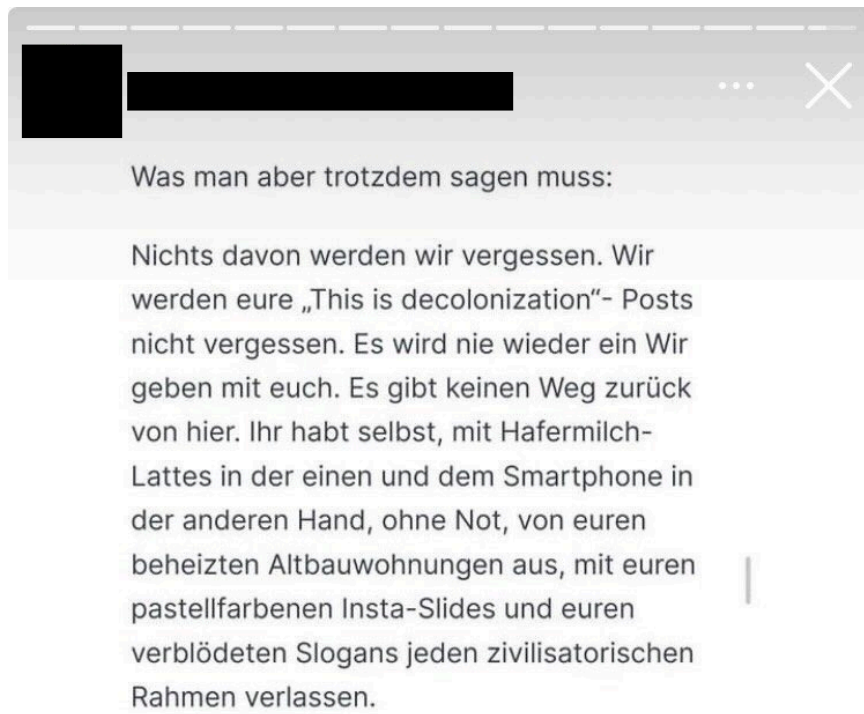 Was man aber trotzdem sagen muss:
Nichts davon werden wir vergessen. Wir
werden eure „This is decolonization“- Posts
nicht vergessen. Es wird nie wieder ein Wir
geben mit euch. Es gibt keinen Weg zurück
von hier. Ihr habt selbst, mit Hafermilch-
Lattes in der einen und dem Smartphone in
der anderen Hand, ohne Not, von euren
beheizten Altbauwohnungen aus, mit euren
pastellfarbenen Insta-Slides und euren
verblödeten Slogans jeden zivilisatorischen
Rahmen verlassen.